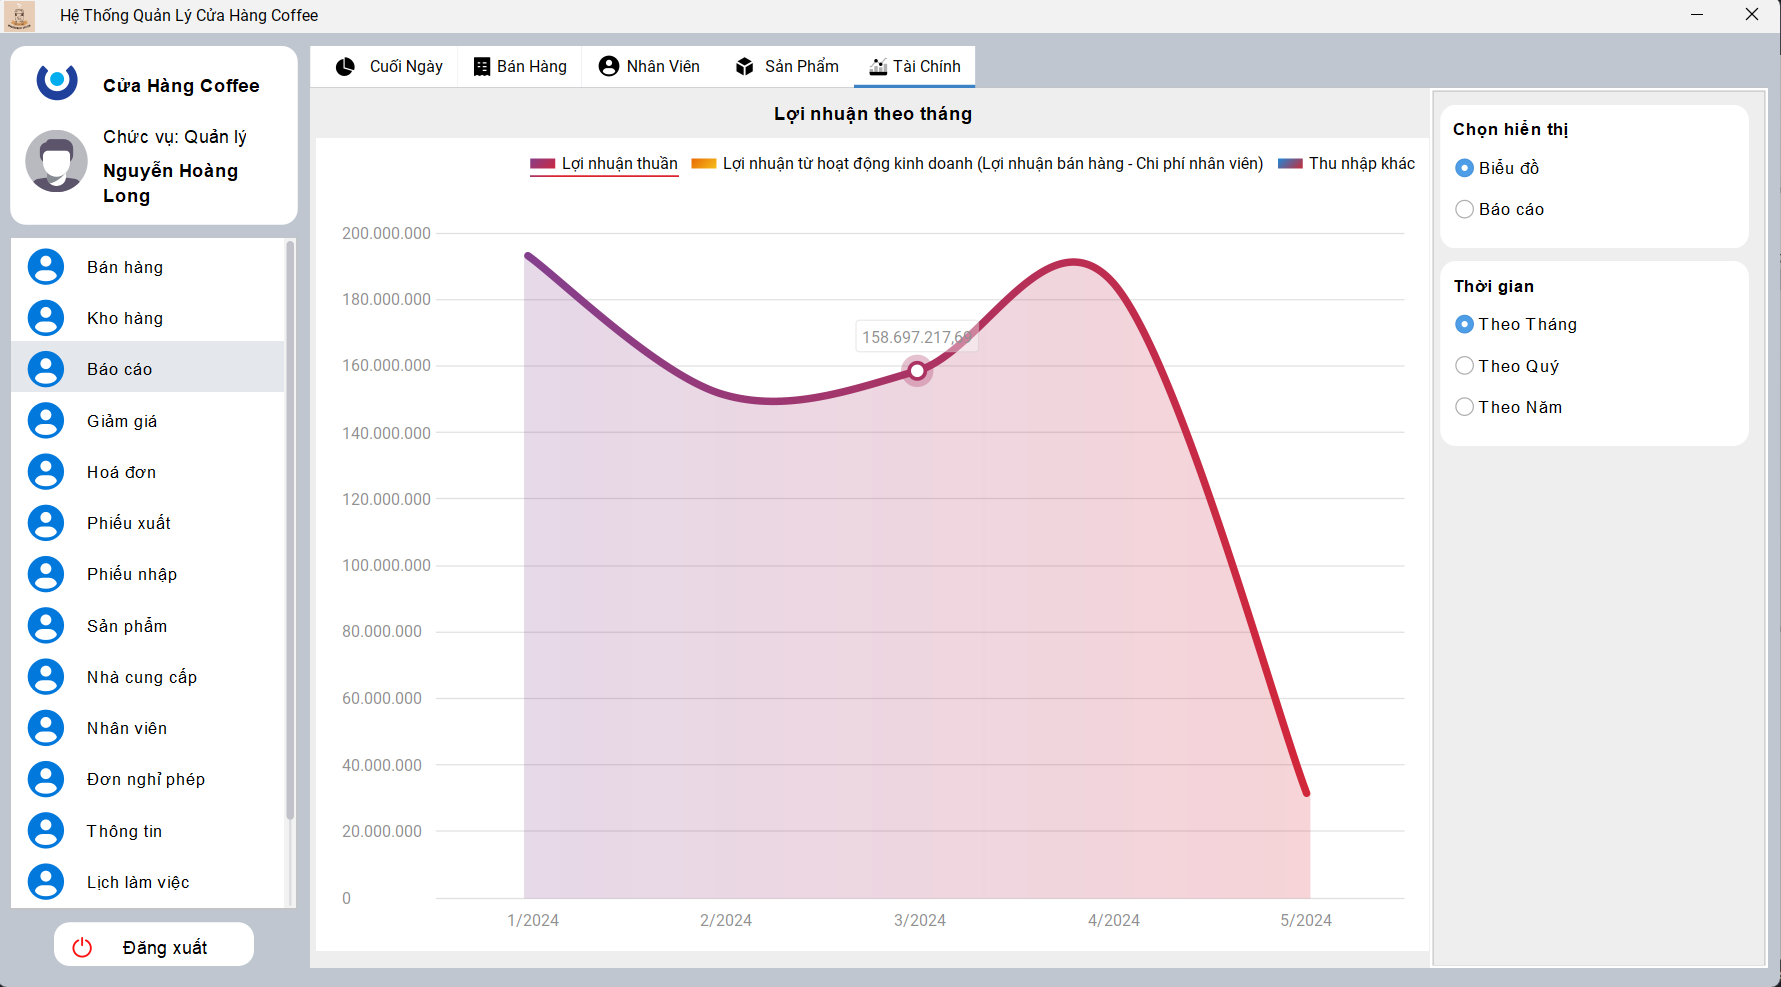 Hệ Thống Quản Lý Cửa Hàng Coffee
Cửa Hàng Coffee
Chức vụ: Quản lý
Nguyễn Hoàng
Long
Bán hàng
Kho hàng
Báo cáo
Giảm giá
Hoá đơn
Phiếu xuất
Phiếu nhập
Sản phẩm
Nhà cung cấp
Nhân viên
Đơn nghỉ phép
Thông tin
Lịch làm việc
Đăng xuất
Cuối Ngày Bán Hàng Nhân Viên Sản Phẩm Tài Chính
Lợi nhuận theo tháng
Lợi nhuận thuần Lợi nhuận từ hoạt động kinh doanh (Lợi nhuận bán hàng - Chi phí nhân viên) Thu nhập khác
200.000.000
180.000.000
158.697.217,69
160.000.000
140.000.000
120.000.000
100.000.000
80.000.000
60.000.000
40.000.000
20.000.000
0
1/2024 2/2024 3/2024 4/2024 5/2024
Chọn hiển thị
Biểu đồ
Báo cáo
Thời gian
Theo Tháng
Theo Quý
Theo Năm